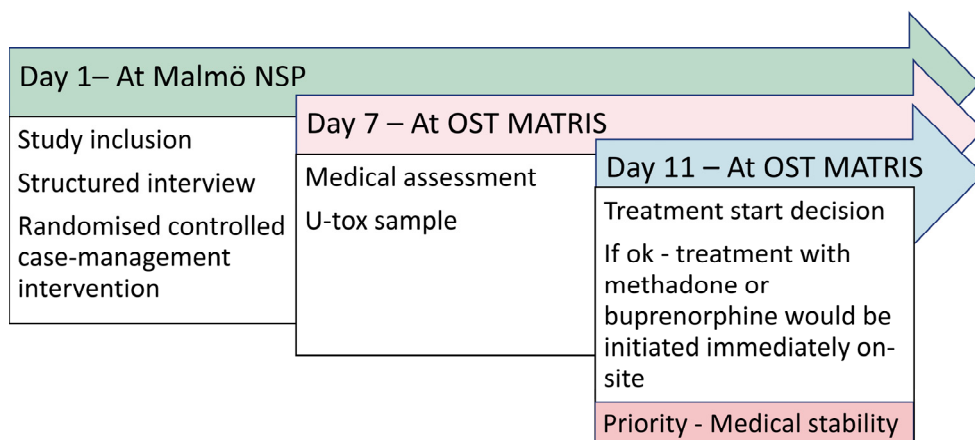 Day 1– At Malmö NSP
Study inclusion
Structured interview
Randomised controlled
case-management
intervention
Day 7 – At OST MATRIS
Medical assessment
U-tox sample
Day 11 – At OST MATRIS
Treatment start decision
If ok - treatment with
methadone or
buprenorphine would be
initiated immediately on-
site
Priority - Medical stability